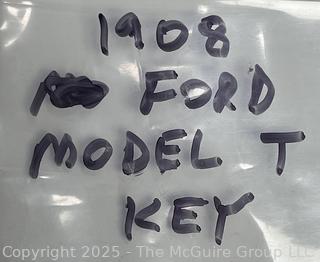 1908
FORD
MODEL T
KEY
Copyright 2025 - The McGuire Group LLC